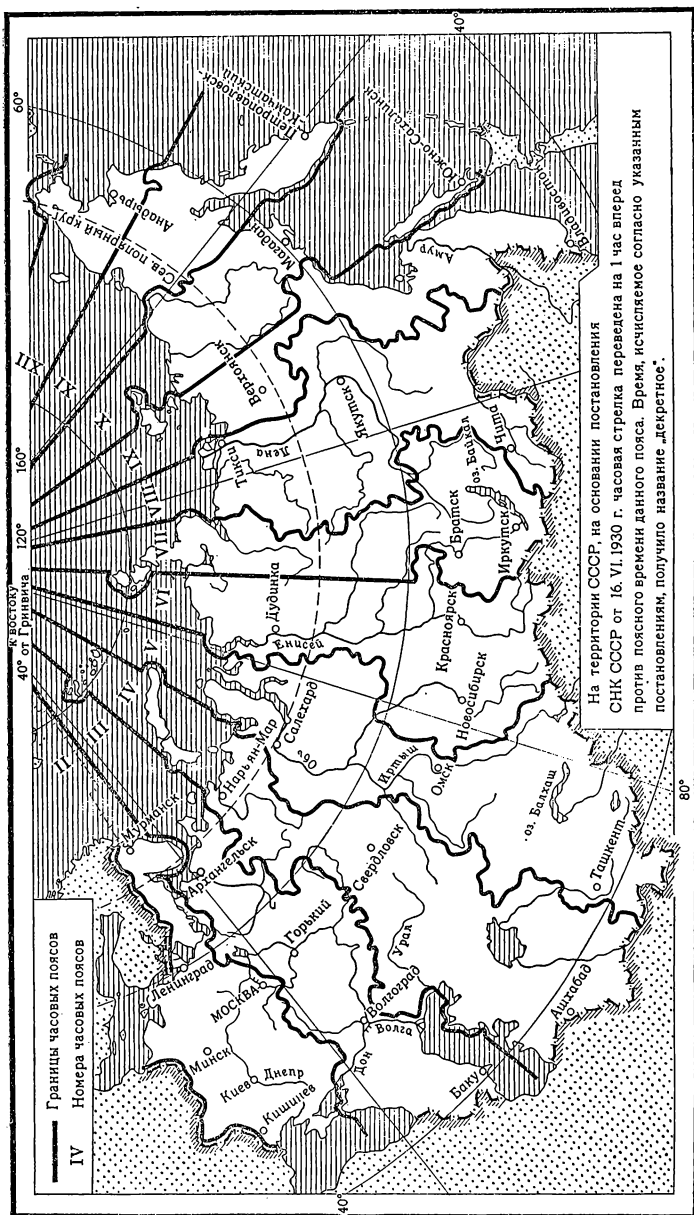 Границы часовых поясов
IV Номера часовых поясов
к востоку
40° от Гринвича
120°
160°
60°
40°
II
III
IV
V
VI
VII
VIII
IX
X
XI
XII
Мурманск
Архангельск
Нарьян-Мар
Салехард
Дудинка
Енисей
Тикси
Лена
Верхоянск
Сев полярный круг
Анадырь
Петропавловск-
Камчатский
Магадан
Якутск
Южно-Сахалинск
Амур
Владивосток
Ленинград
МОСКВА
Минск
Киев
Днепр
Кишинев
Горький
Свердловск
Обь
Иртыш
Омск
Новосибирск
Красноярск
Братск
Иркутск
оз. Байкал
Чита
Урал
Волгоград
Волга
Дон
Баку
Ашхабад
Ташкент
оз. Балхаш
40°
80°
На территории СССР, на основании постановления
СНК СССР от 16. VI. 1930 г. часовая стрелка переведена на 1 час вперед
против поясного времени данного пояса. Время, исчисляемое согласно указанным
постановлениям, получило название „декретное".